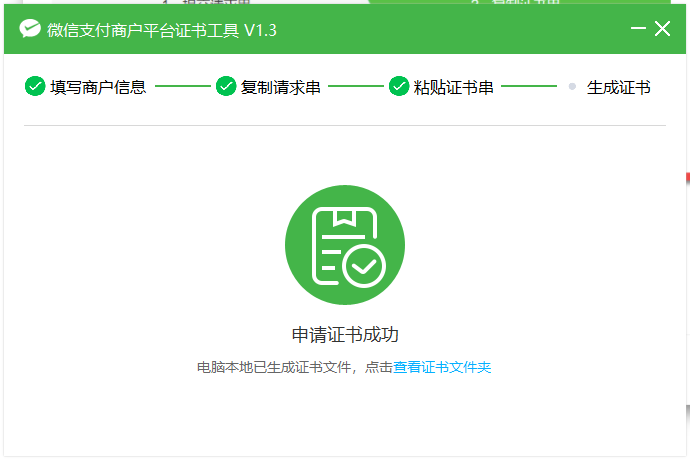 微信支付商户平台证书工具 V1.3
填写商户信息 复制请求串 粘贴证书串 生成证书
申请证书成功
电脑本地已生成证书文件，点击查看证书文件夹